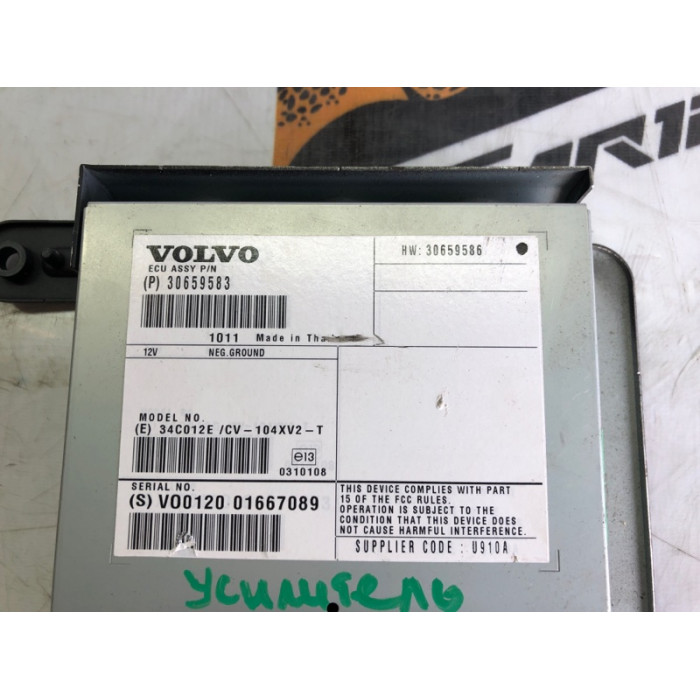 VOLVO
HW: 30659586
ECU ASSY P/N
(P) 30659583
1011 Made in Tha
12V NEG.GROUND
MODEL NO.
(E) 34C012E /CV-104XV2-T
e13
0310108
SERIAL NO.
(S) VO0120 01667089
THIS DEVICE COMPLIES WITH PART
15 OF THE FCC RULES.
OPERATION IS SUBJECT TO THE
CONDITION THAT THIS DEVICE DOES
NOT CAUSE HARMFUL INTERFERENCE.
SUPPLIER CODE : U910A
усилитель